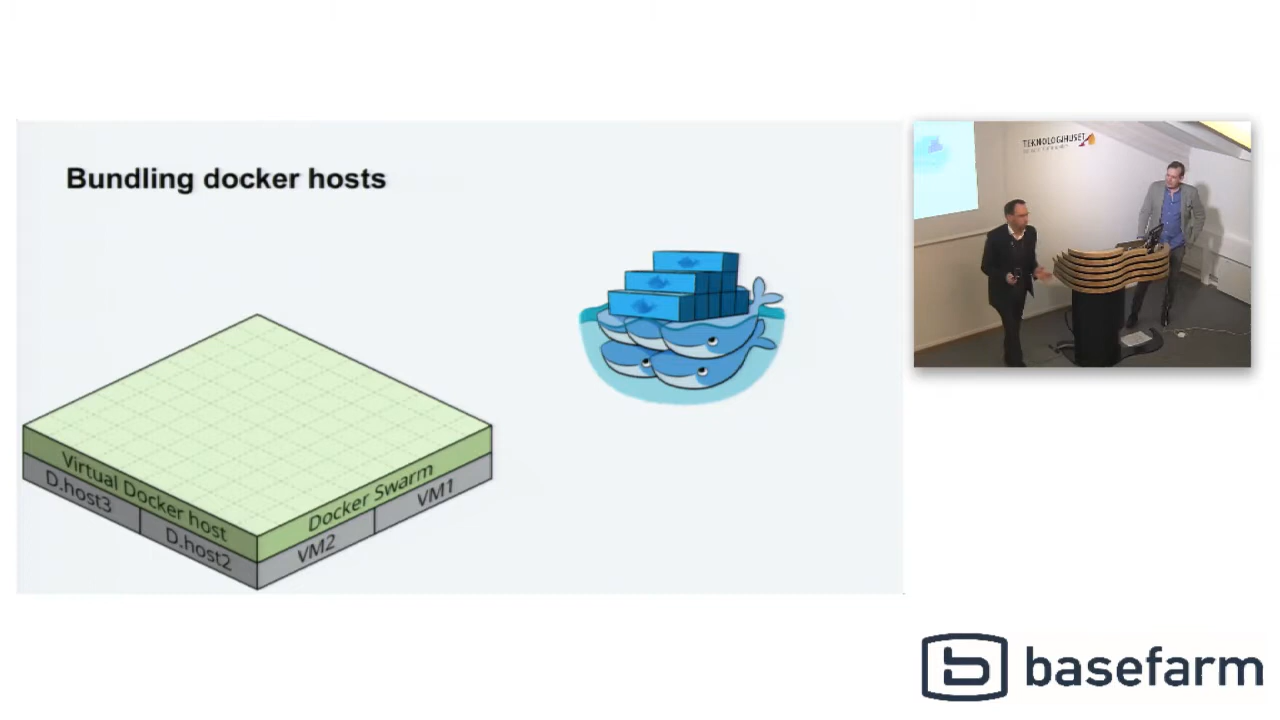 Bundling docker hosts
TEKNOLOGIHUSET
Virtual Docker host
Docker Swarm
D.host3
D.host2
VM2
VM1
basefarm